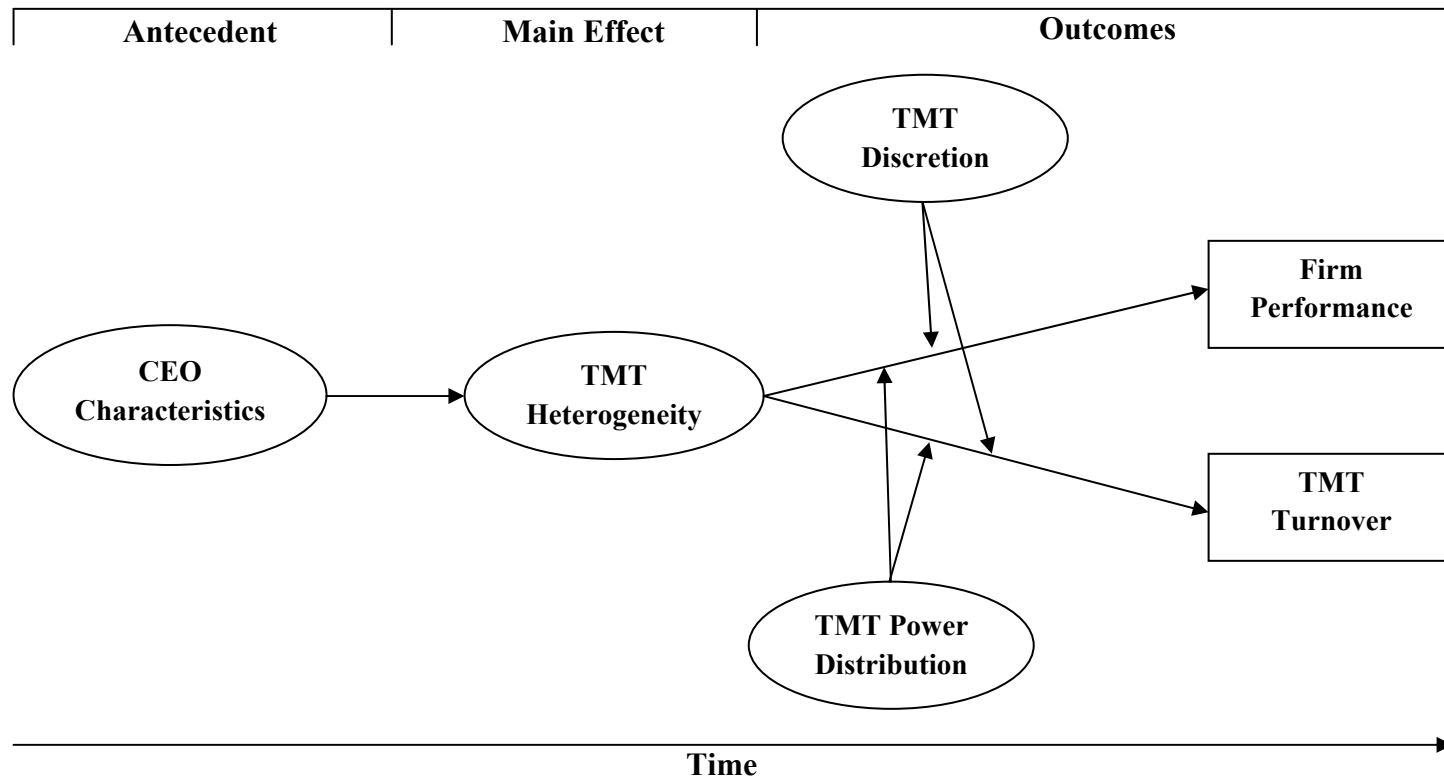 Antecedent
Main Effect
Outcomes
TMT
Discretion
Firm
Performance
CEO
Characteristics
TMT
Heterogeneity
TMT
Turnover
TMT Power
Distribution
Time